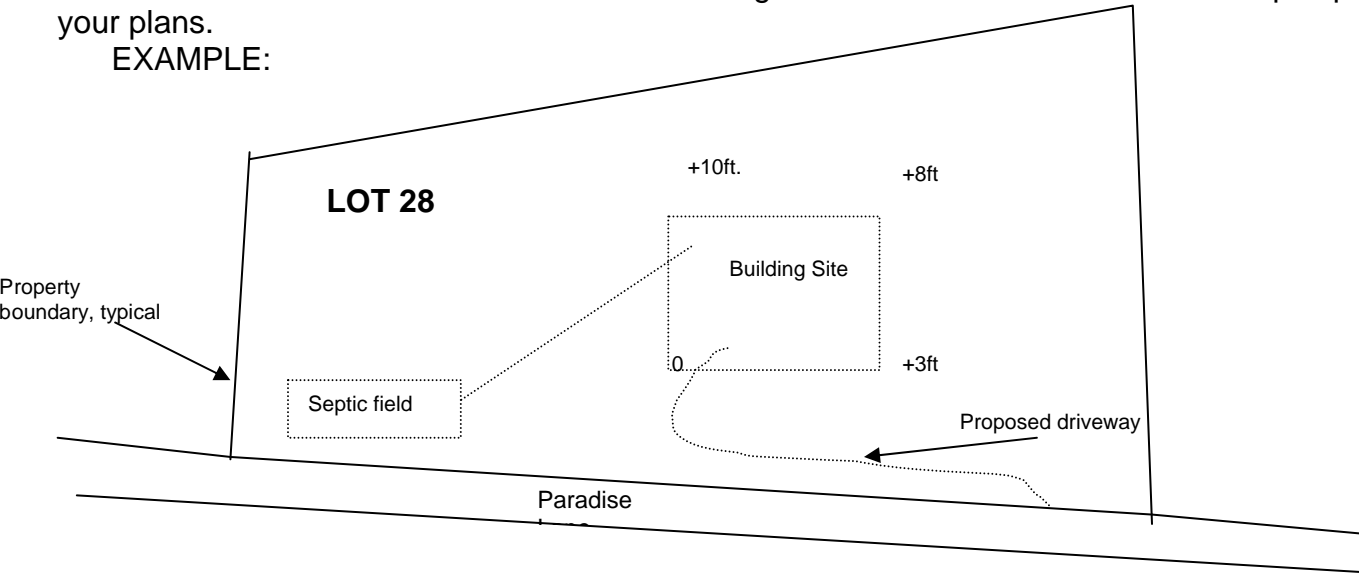 your plans.
EXAMPLE:
+10ft.
+8ft
LOT 28
Building Site
Property
boundary, typical
0
+3ft
Septic field
Proposed driveway
Paradise